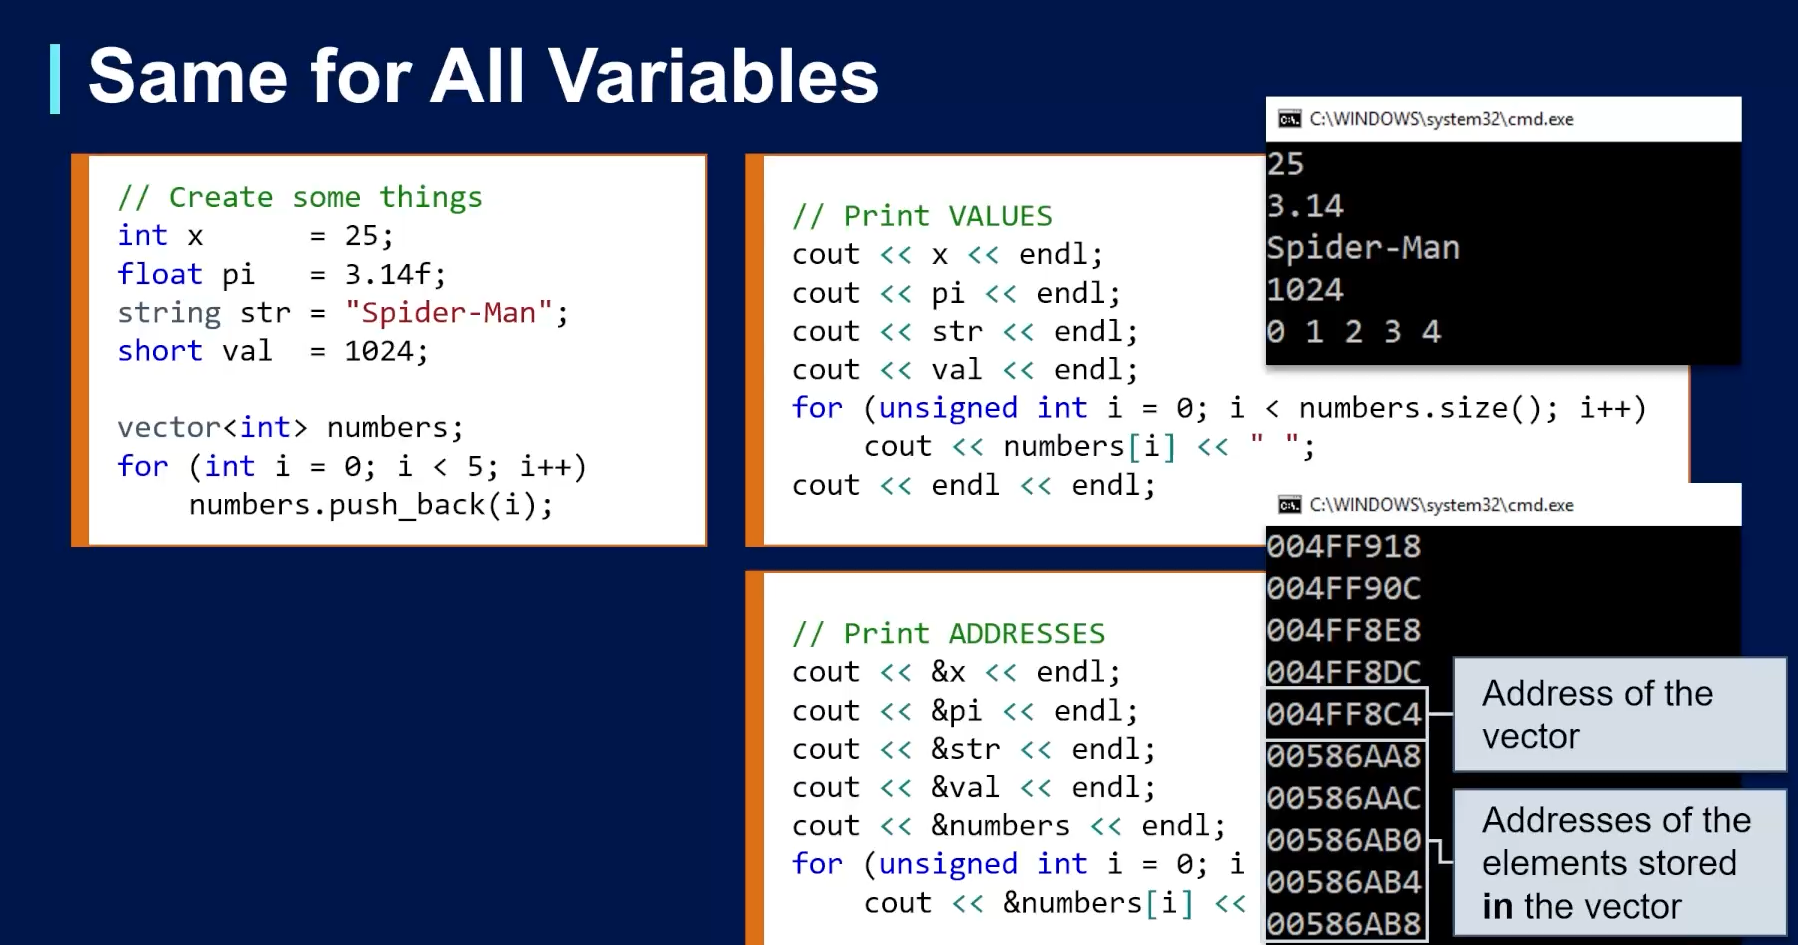 Same for All Variables
// Create some things
int x      = 25;
float pi   = 3.14f;
string str = "Spider-Man";
short val  = 1024;
vector<int> numbers;
for (int i = 0; i < 5; i++)
    numbers.push_back(i);
// Print VALUES
cout << x << endl;
cout << pi << endl;
cout << str << endl;
cout << val << endl;
for (unsigned int i = 0; i < numbers.size(); i++)
    cout << numbers[i] << " ";
cout << endl << endl;
C:\WINDOWS\system32\cmd.exe
25
3.14
Spider-Man
1024
0 1 2 3 4
// Print ADDRESSES
cout << &x << endl;
cout << &pi << endl;
cout << &str << endl;
cout << &val << endl;
cout << &numbers << endl;
for (unsigned int i = 0; i
    cout << &numbers[i] <<
C:\WINDOWS\system32\cmd.exe
004FF918
004FF90C
004FF8E8
004FF8DC
004FF8C4
00586AA8
00586AAC
00586AB0
00586AB4
00586AB8
Address of the
vector
Addresses of the
elements stored
in the vector